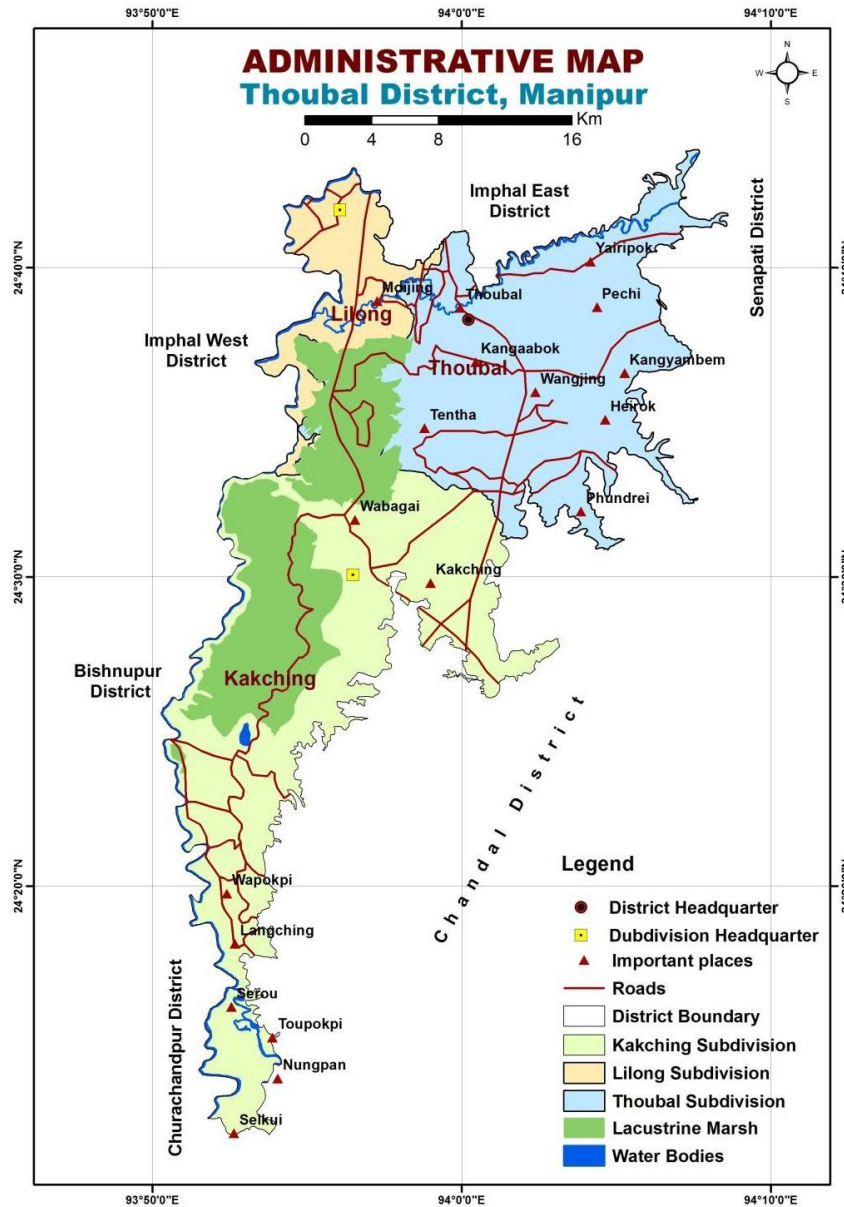 93°50'0"E 94°0'0"E 94°10'0"E
ADMINISTRATIVE MAP
Thoubal District, Manipur
Km
0 4 8 16
N
W E
S
Imphal East
District
Senapati District
24°40'0"N
Yairipok
Moijing
Thoubal
Pechi
Lilong
Imphal West
District
Kangaabok
Thoubal
Kangyambem
Wangjing
Tentha
Heirok
Phundrei
Wabagai
24°30'0"N
Kakching
Bishnupur
District
Kakching
Chandal District
24°20'0"N
Wapokpi
Langching
Churachandpur District
Serou
Toupokpi
Nungpan
Selkui
Legend
District Headquarter
Dubdivision Headquarter
Important places
Roads
District Boundary
Kakching Subdivision
Lilong Subdivision
Thoubal Subdivision
Lacustrine Marsh
Water Bodies
93°50'0"E 94°0'0"E 94°10'0"E